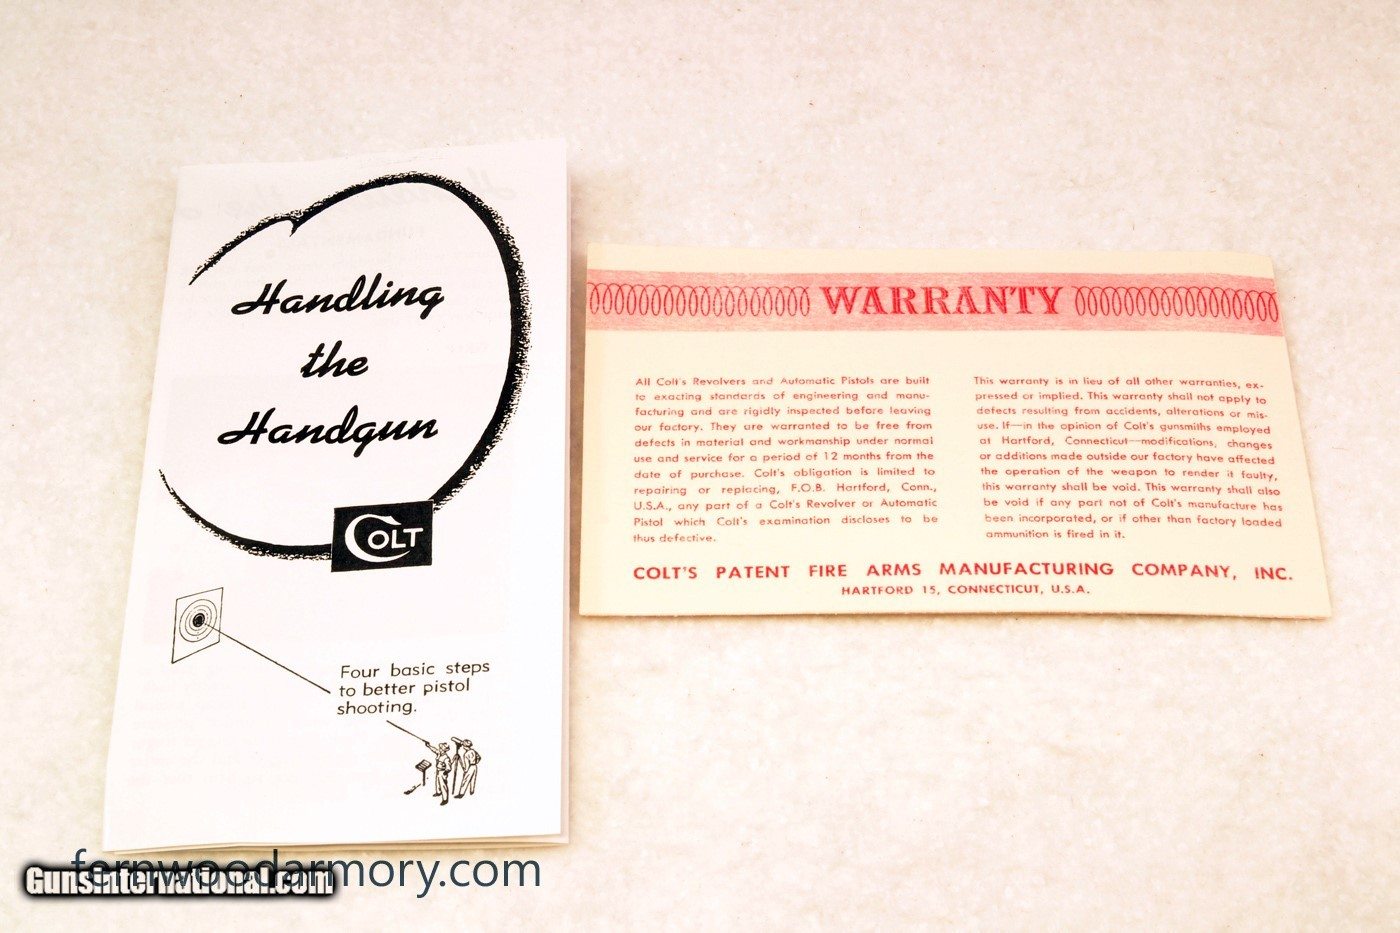 Handling
the
Handgun
COLT
Four basic steps
to better pistol
shooting.
WARRANTY
All Colt's Revolvers and Automatic Pistols are built
to exacting standards of engineering and manu-
facturing and are rigidly inspected before leaving
our factory. They are warranted to be free from
defects in material and workmanship under normal
use and service for a period of 12 months from the
date of purchase. Colt's obligation is limited to
repairing or replacing, F.O.B. Hartford, Conn.,
U.S.A., any part of a Colt's Revolver or Automatic
Pistol which Colt's examination discloses to be
thus defective.
This warranty is in lieu of all other warranties, ex-
pressed or implied. This warranty shall not apply to
defects resulting from accidents, alterations or mis-
use. If—in the opinion of Colt's gunsmiths employed
at Hartford, Connecticut—modifications, changes
or additions made outside our factory have affected
the operation of the weapon to render it faulty,
this warranty shall be void. This warranty shall also
be void if any part not of Colt's manufacture has
been incorporated, or if other than factory loaded
ammunition is fired in it.
COLT'S PATENT FIRE ARMS MANUFACTURING COMPANY, INC.
HARTFORD 15, CONNECTICUT, U.S.A.
fernwoodarmory.com
GunsInternational.com